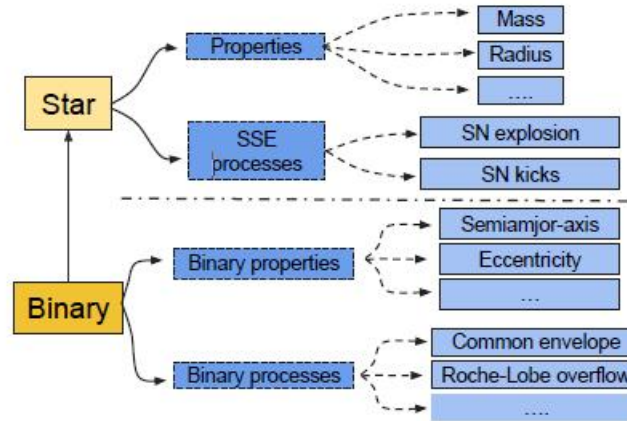 Star
Properties
Mass
Radius
....
SSE
processes
SN explosion
SN kicks
Binary
Binary properties
Semiamjor-axis
Eccentricity
...
Binary processes
Common envelope
Roche-Lobe overflow
....